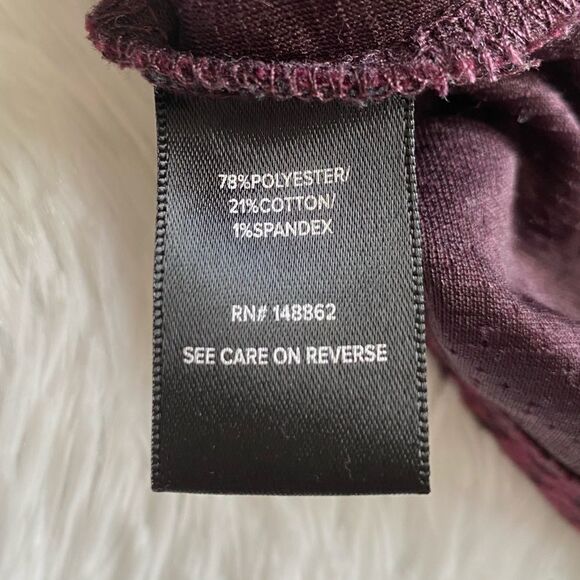 78%POLYESTER/
21%COTTON/
1%SPANDEX
RN# 148862
SEE CARE ON REVERSE